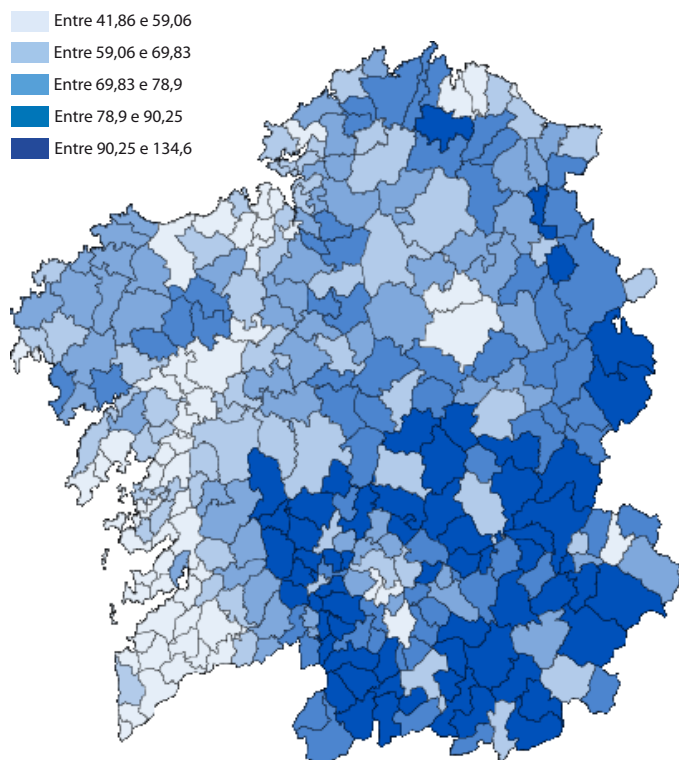 Entre 41,86 e 59,06
Entre 59,06 e 69,83
Entre 69,83 e 78,9
Entre 78,9 e 90,25
Entre 90,25 e 134,6